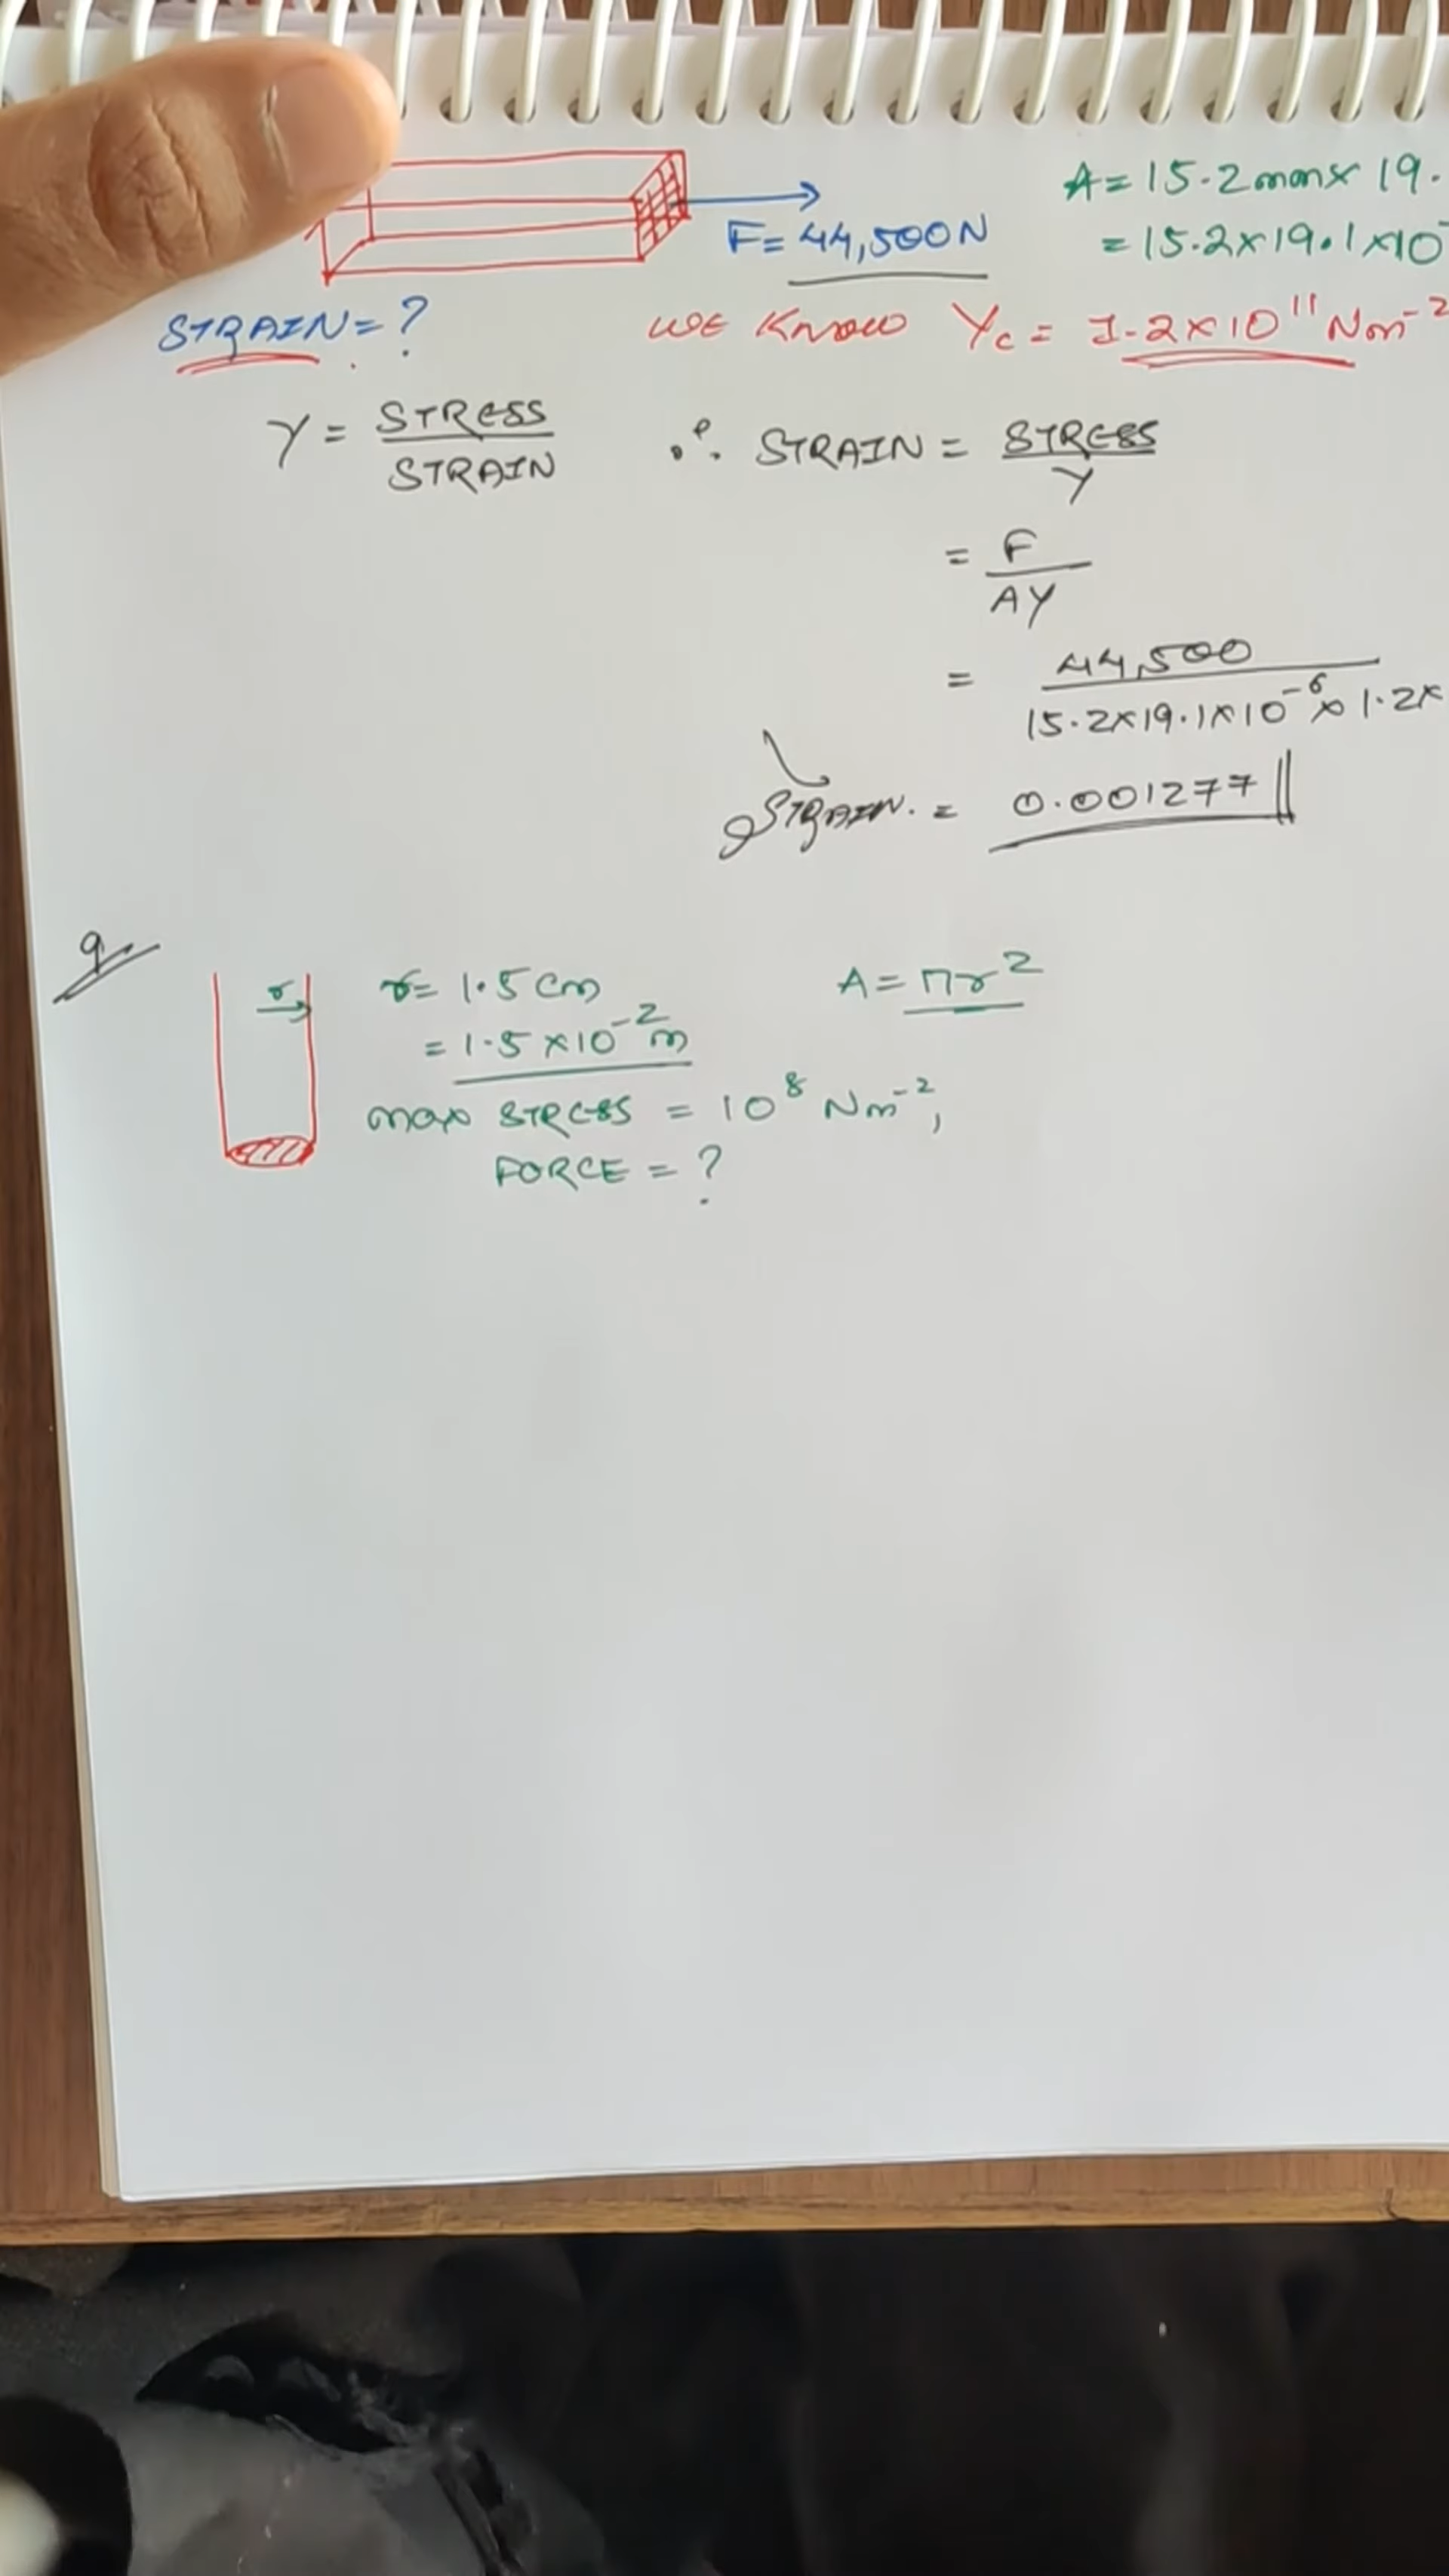 A = 15.2mm × 19.
F = 44,500N
= 15.2×19.1×10
STRAIN = ?
WE KNOW Yc = 1.2×10¹¹ Nm⁻²
Y = STRESS / STRAIN
∴ STRAIN = STRESS / Y
= F / AY
= 44,500 / 15.2×19.1×10⁻⁶ × 1.2×
STRAIN. = 0.001277
9
r
r = 1.5 cm
A = πr²
= 1.5×10⁻² m
max STRESS = 10⁸ Nm⁻²,
FORCE = ?